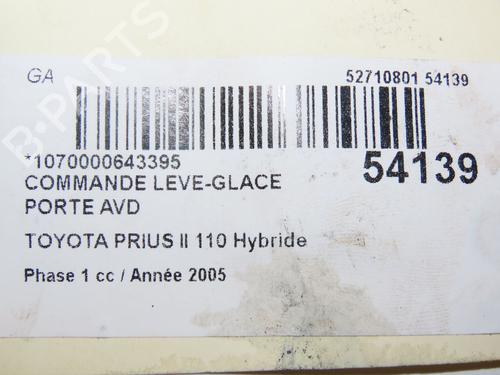 GA
52710801 54139
*1070000643395
54139
COMMANDE LEVE-GLACE
PORTE AVD
TOYOTA PRIUS II 110 Hybride
Phase 1 cc / Année 2005
B-PARTS